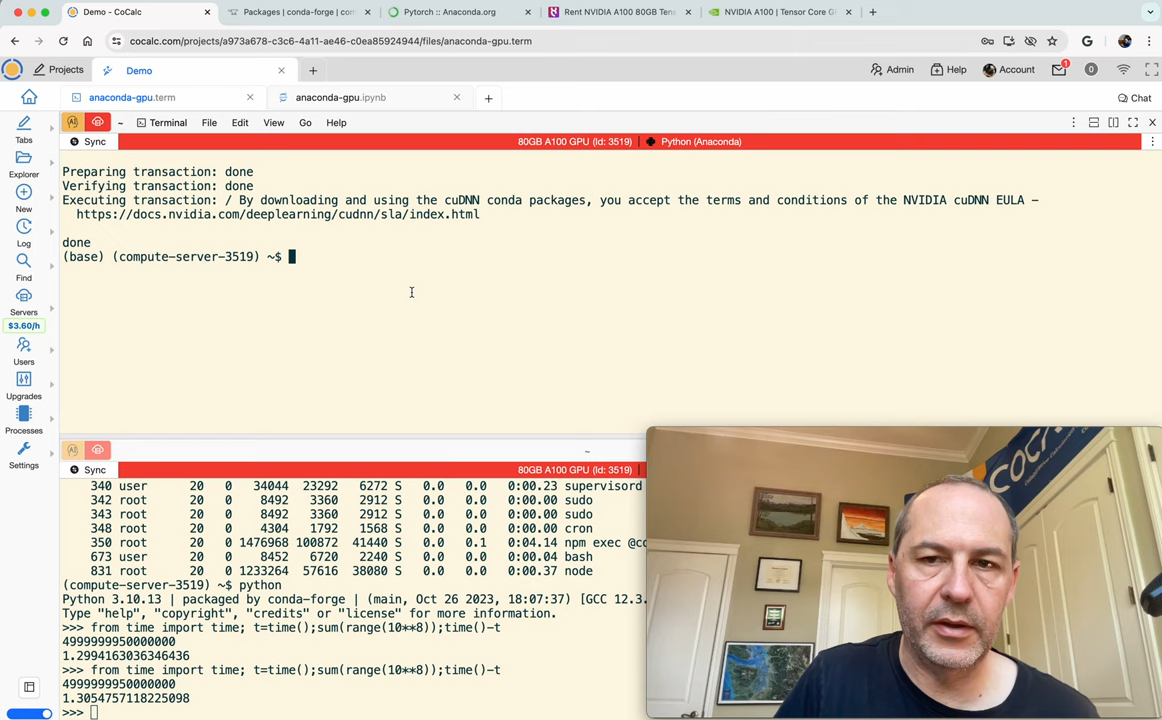 Demo - CoCalc
Packages | conda-forge | con
Pytorch :: Anaconda.org
Rent NVIDIA A100 80GB Tens
NVIDIA A100 | Tensor Core G
cocalc.com/projects/a973a678-c3c6-4a11-ae46-c0ea85924944/files/anaconda-gpu.term
Projects
Demo
Admin
Help
1
0
Account
anaconda-gpu.term
anaconda-gpu.ipynb
Chat
Tabs
Explorer
New
Log
Find
Servers
$3.60/h
Users
Upgrades
Processes
Settings
~ Terminal File Edit View Go Help
Sync
80GB A100 GPU (Id: 3519) Python (Anaconda)
Preparing transaction: done
Verifying transaction: done
Executing transaction: / By downloading and using the cuDNN conda packages, you accept the terms and conditions of the NVIDIA cuDNN EULA -
https://docs.nvidia.com/deeplearning/cudnn/sla/index.html
done
(base) (compute-server-3519) ~$
~
Sync
80GB A100 GPU (Id: 3519)
340 user 20 0 34044 23292 6272 S 0.0 0.0 0:00.23 supervisord
342 root 20 0 8492 3360 2912 S 0.0 0.0 0:00.00 sudo
343 root 20 0 8492 3360 2912 S 0.0 0.0 0:00.00 sudo
348 root 20 0 4304 1792 1568 S 0.0 0.0 0:00.00 cron
350 root 20 0 1476968 100872 41440 S 0.0 0.1 0:04.14 npm exec @co
673 user 20 0 8452 6720 2240 S 0.0 0.0 0:00.04 bash
831 root 20 0 1233264 57616 38080 S 0.0 0.0 0:00.37 node
(compute-server-3519) ~$ python
Python 3.10.13 | packaged by conda-forge | (main, Oct 26 2023, 18:07:37) [GCC 12.3.
Type "help", "copyright", "credits" or "license" for more information.
>>> from time import time; t=time();sum(range(10**8));time()-t
4999999950000000
1.2994163036346436
>>> from time import time; t=time();sum(range(10**8));time()-t
4999999950000000
1.3054757118225098
>>>